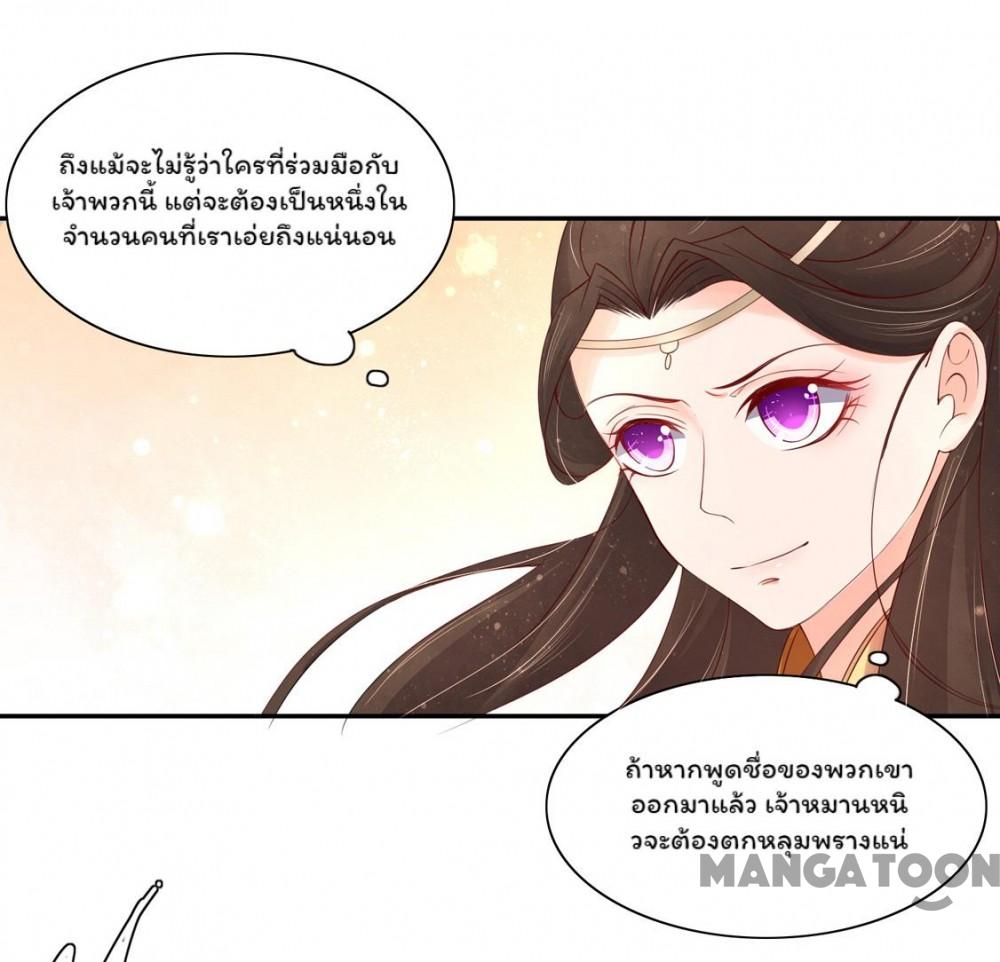 ถึงแม้จะไม่รู้ว่าใครที่ร่วมมือกับ
เจ้าพวกนี้ แต่จะต้องเป็นหนึ่งใน
จำนวนคนที่เราเอ่ยถึงแน่นอน
ถ้าหากพูดชื่อของพวกเขา
ออกมาแล้ว เจ้าหมานหนิ
วจะต้องตกหลุมพรางแน่
MANGATOON